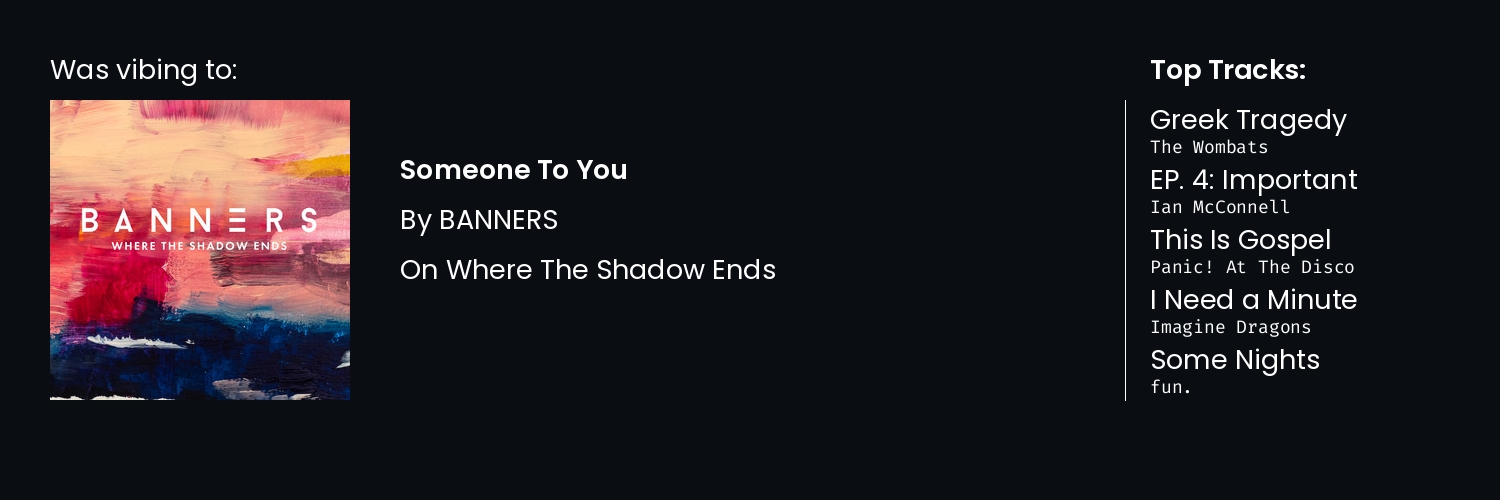 Was vibing to:
BANNERS
WHERE THE SHADOW ENDS
Someone To You
By BANNERS
On Where The Shadow Ends
Top Tracks:
Greek Tragedy
The Wombats
EP. 4: Important
Ian McConnell
This Is Gospel
Panic! At The Disco
I Need a Minute
Imagine Dragons
Some Nights
fun.